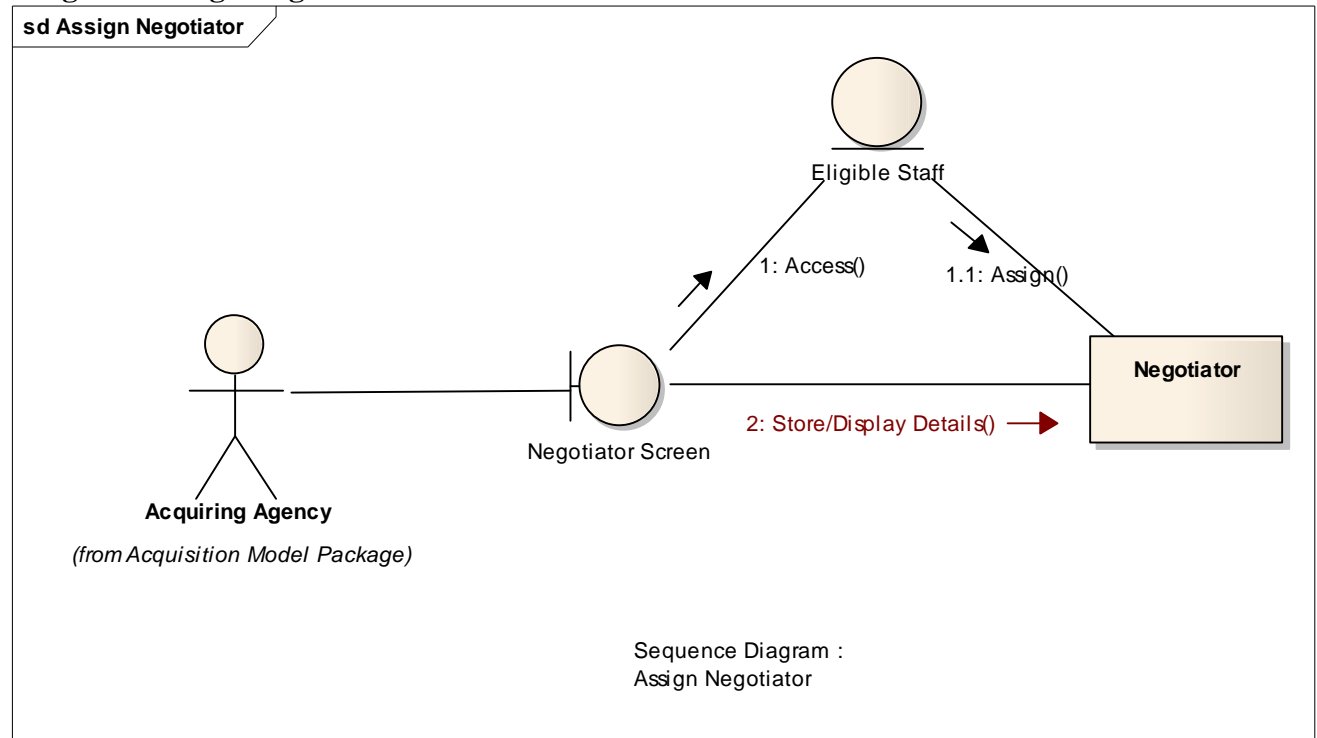 sd Assign Negotiator
Eligible Staff
1: Access()
1.1: Assign()
Negotiator
2: Store/Display Details()
Negotiator Screen
Acquiring Agency
(from Acquisition Model Package)
Sequence Diagram :
Assign Negotiator